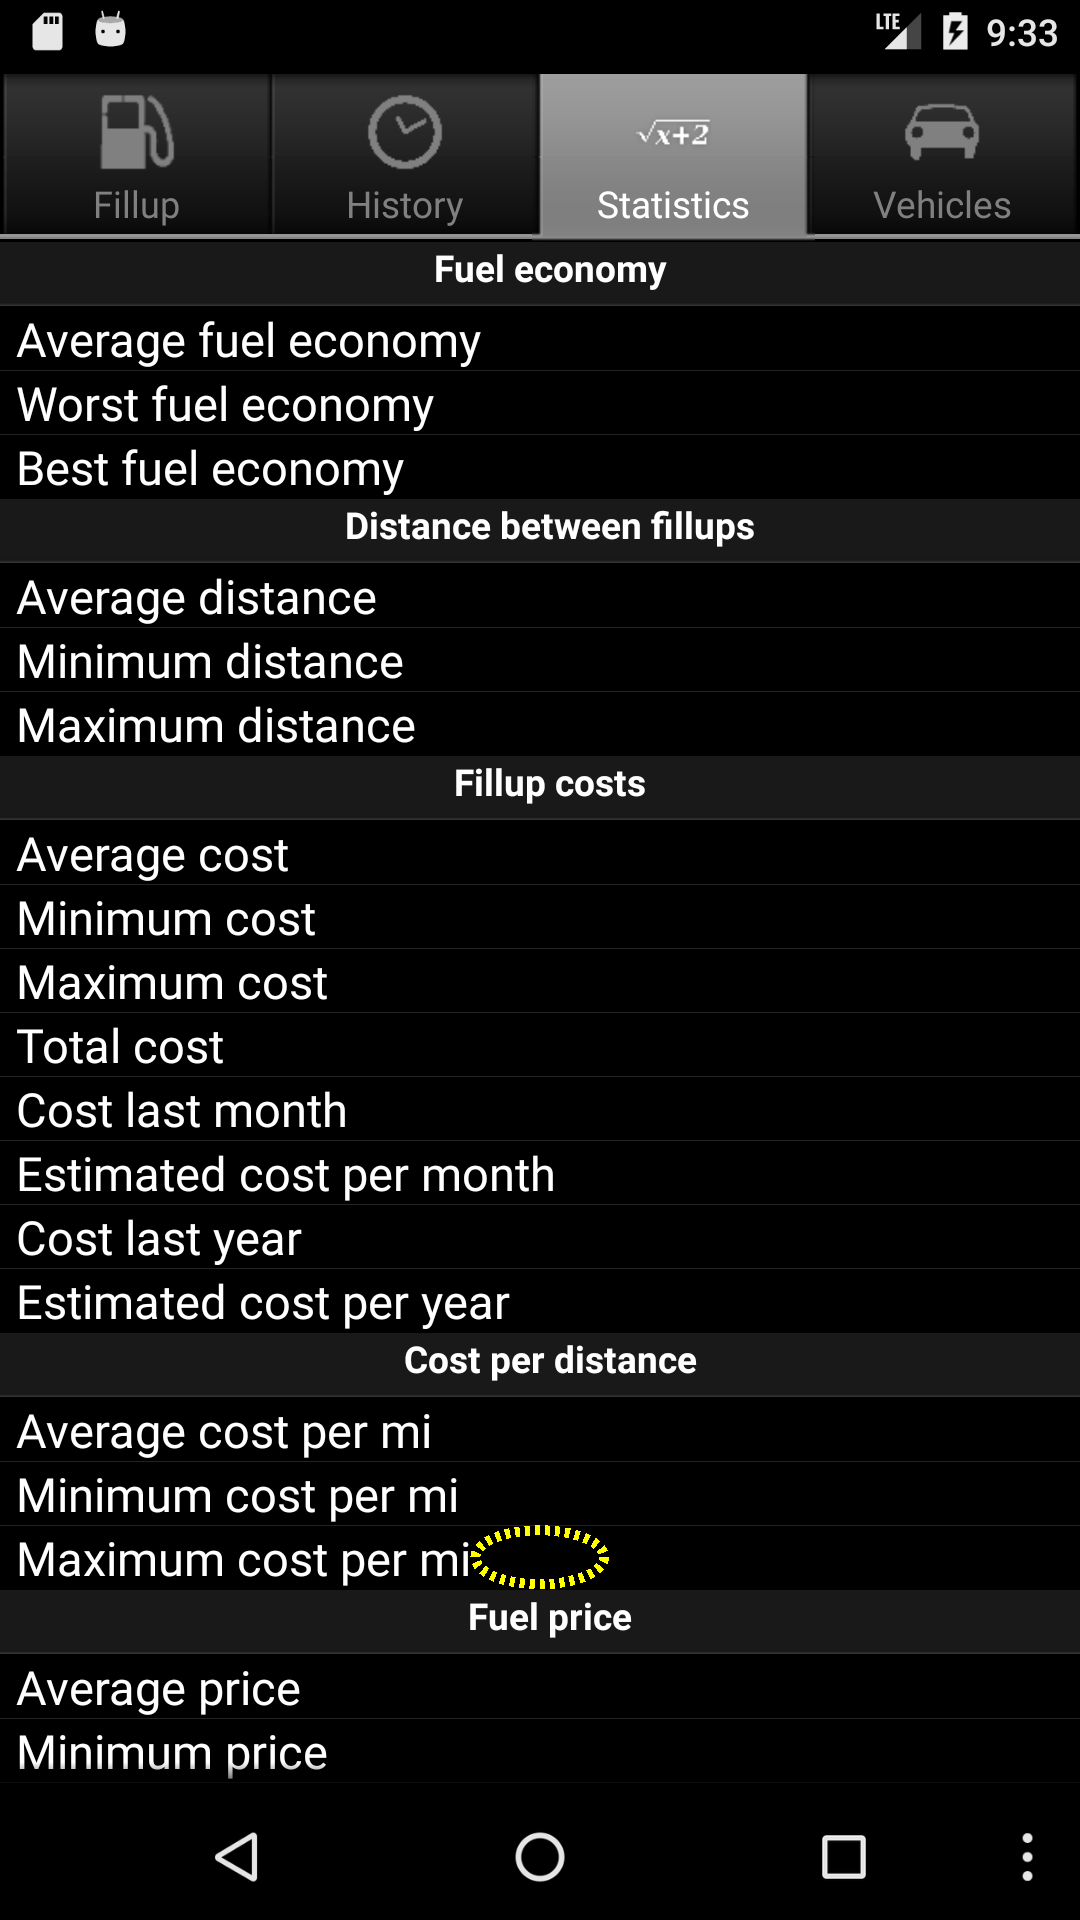 LTE 9:33
√x+2
Fillup History Statistics Vehicles
Fuel economy
Average fuel economy
Worst fuel economy
Best fuel economy
Distance between fillups
Average distance
Minimum distance
Maximum distance
Fillup costs
Average cost
Minimum cost
Maximum cost
Total cost
Cost last month
Estimated cost per month
Cost last year
Estimated cost per year
Cost per distance
Average cost per mi
Minimum cost per mi
Maximum cost per mi
Fuel price
Average price
Minimum price